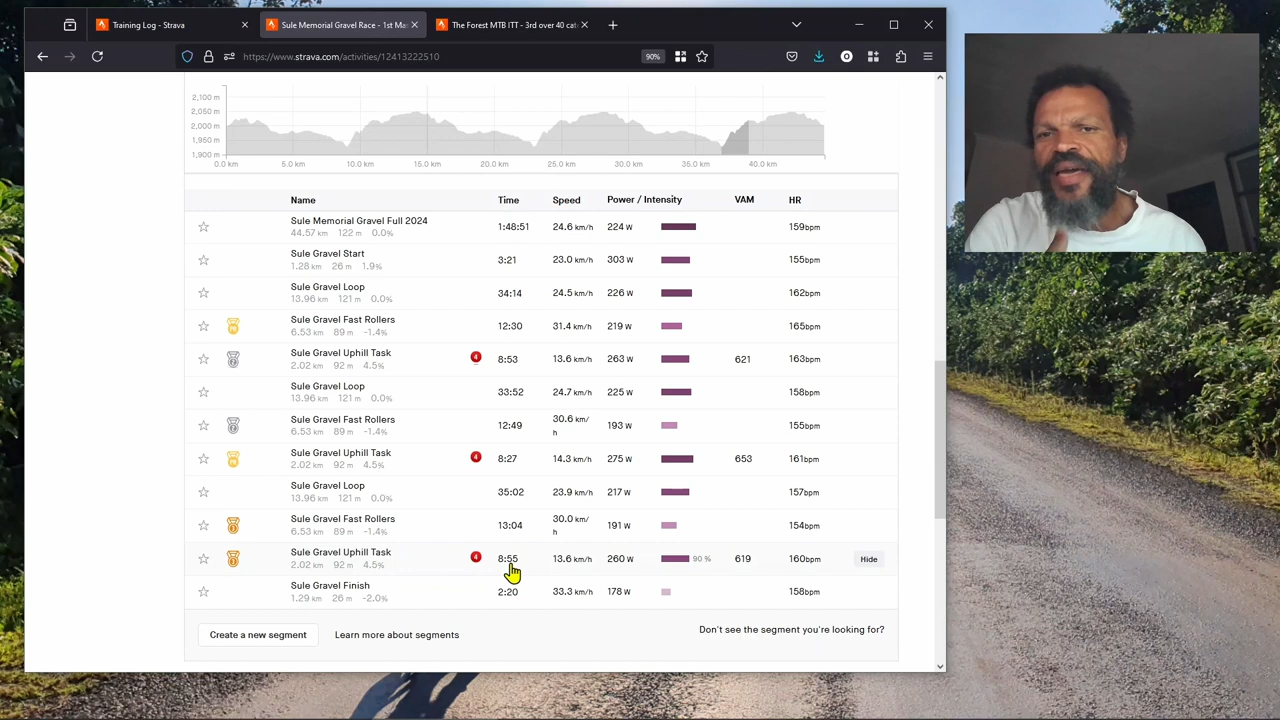 Training Log - Strava
Sule Memorial Gravel Race - 1st Ma
The Forest MTB ITT - 3rd over 40 cat
https://www.strava.com/activities/12413222510
90%
2,100 m
2,050 m
2,000 m
1,950 m
1,900 m
0.0 km 5.0 km 10.0 km 15.0 km 20.0 km 25.0 km 30.0 km 35.0 km 40.0 km
Name Time Speed Power / Intensity VAM HR
Sule Memorial Gravel Full 2024
44.57 km 122 m 0.0%
1:48:51 24.6 km/h 224 W 159bpm
Sule Gravel Start
1.28 km 26 m 1.9%
3:21 23.0 km/h 303 W 155bpm
Sule Gravel Loop
13.96 km 121 m 0.0%
34:14 24.5 km/h 226 W 162bpm
PR
Sule Gravel Fast Rollers
6.53 km 89 m -1.4%
12:30 31.4 km/h 219 W 165bpm
2
Sule Gravel Uphill Task
2.02 km 92 m 4.5%
4
8:53 13.6 km/h 263 W 621 163bpm
Sule Gravel Loop
13.96 km 121 m 0.0%
33:52 24.7 km/h 225 W 158bpm
2
Sule Gravel Fast Rollers
6.53 km 89 m -1.4%
12:49 30.6 km/
h
193 W 155bpm
PR
Sule Gravel Uphill Task
2.02 km 92 m 4.5%
4
8:27 14.3 km/h 275 W 653 161bpm
Sule Gravel Loop
13.96 km 121 m 0.0%
35:02 23.9 km/h 217 W 157bpm
3
Sule Gravel Fast Rollers
6.53 km 89 m -1.4%
13:04 30.0 km/
h
191 W 154bpm
3
Sule Gravel Uphill Task
2.02 km 92 m 4.5%
4
8:55 13.6 km/h 260 W 90 % 619 160bpm Hide
Sule Gravel Finish
1.29 km 26 m -2.0%
2:20 33.3 km/h 178 W 158bpm
Create a new segment Learn more about segments Don't see the segment you're looking for?